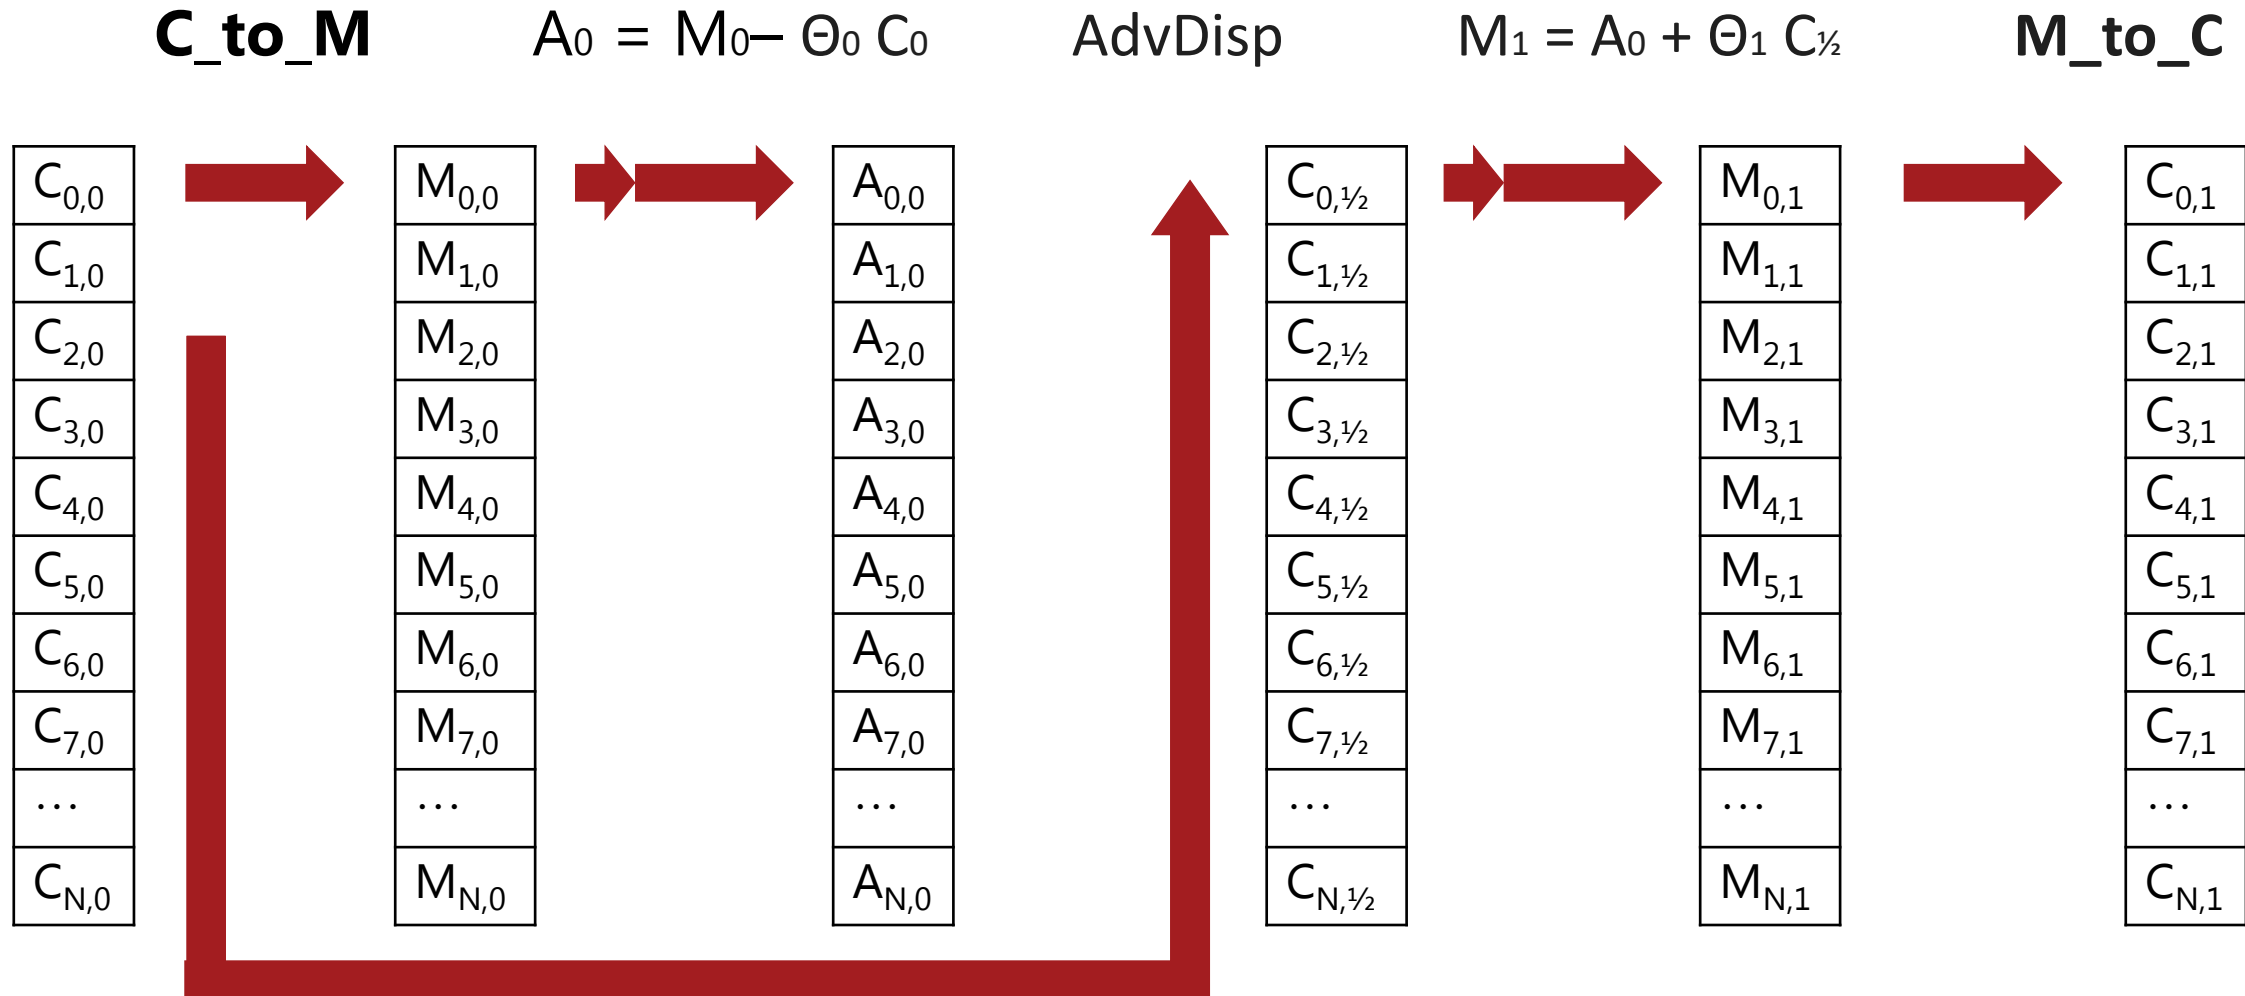 C_to_M A₀ = M₀– Θ₀ C₀ AdvDisp M₁ = A₀ + Θ₁ C½ M_to_C
C0,0 M0,0 A0,0 C0,½ M0,1 C0,1
C1,0 M1,0 A1,0 C1,½ M1,1 C1,1
C2,0 M2,0 A2,0 C2,½ M2,1 C2,1
C3,0 M3,0 A3,0 C3,½ M3,1 C3,1
C4,0 M4,0 A4,0 C4,½ M4,1 C4,1
C5,0 M5,0 A5,0 C5,½ M5,1 C5,1
C6,0 M6,0 A6,0 C6,½ M6,1 C6,1
C7,0 M7,0 A7,0 C7,½ M7,1 C7,1
… … … … … …
CN,0 MN,0 AN,0 CN,½ MN,1 CN,1